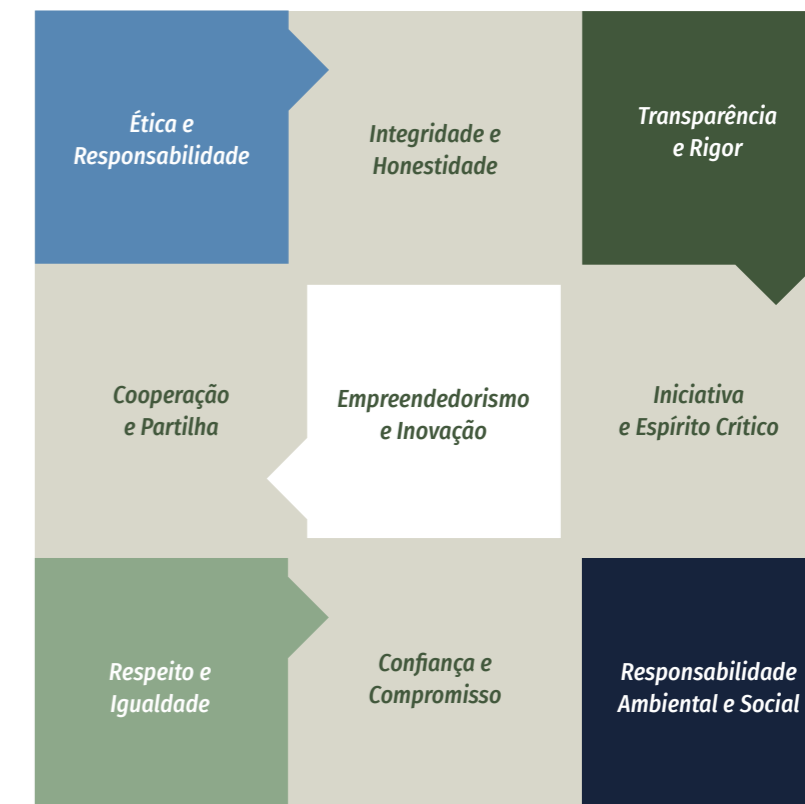 Ética e
Responsabilidade
Integridade e
Honestidade
Transparência
e Rigor
Cooperação
e Partilha
Empreendedorismo
e Inovação
Iniciativa
e Espírito Crítico
Respeito e
Igualdade
Confiança e
Compromisso
Responsabilidade
Ambiental e Social